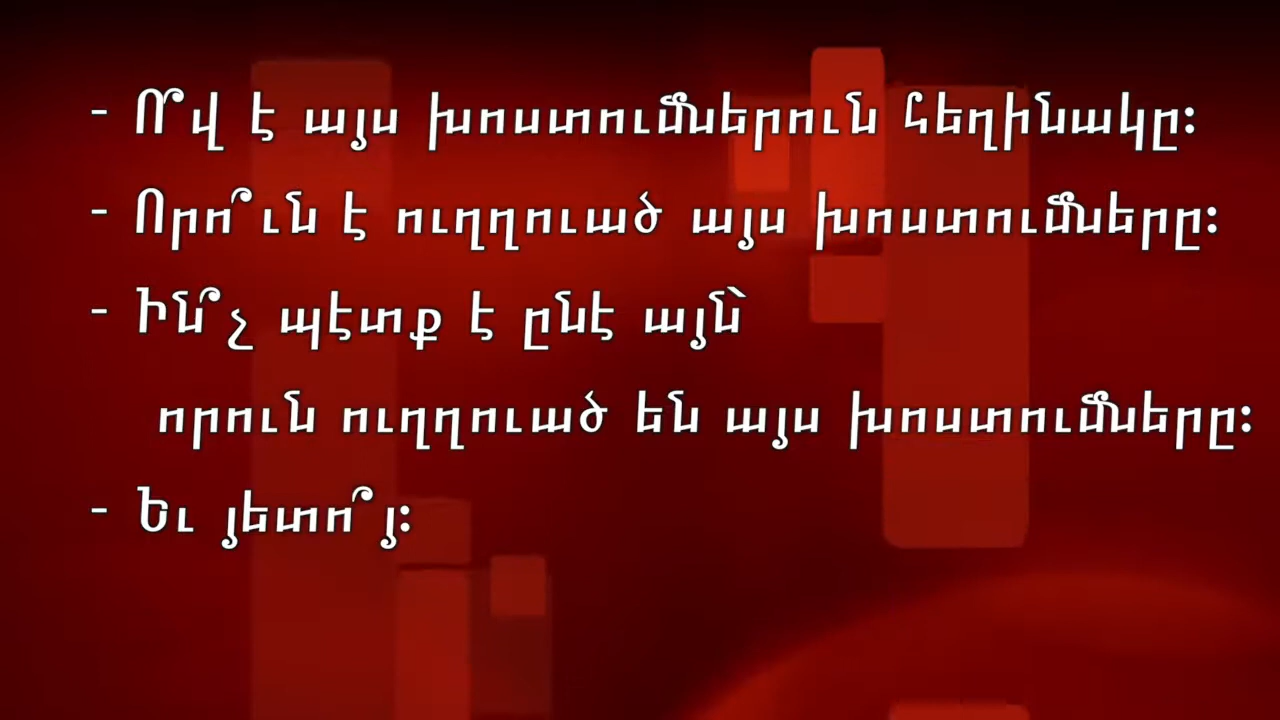 - Ո՞վ է այս խոստումներուն հեղինակը։
- Որո՞ւն է ուղղուած այս խոստումները։
- Ի՞նչ պէտք է ընէ այն՝
որուն ուղղուած են այս խոստումները։
- Եւ յետո՞յ։